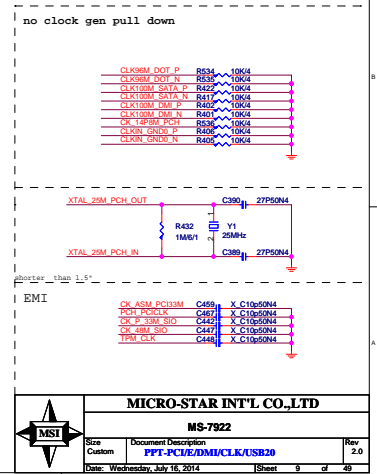 no clock gen pull down
B
CLK96M_DOT_P R534 10K/4
CLK96M_DOT_N R535 10K/4
CLK100M_SATA_P R422 10K/4
CLK100M_SATA_N R417 10K/4
CLK100M_DMI_P R402 10K/4
CLK100M_DMI_N R401 10K/4
CK_14P8M_PCH R536 10K/4
CLKIN_GND0_P R406 10K/4
CLKIN_GND0_N R405 10K/4
XTAL_25M_PCH_OUT C390 27P50N4
R432 1 Y1
1M/6/1 2 25MHz
XTAL_25M_PCH_IN C389 27P50N4
shorter than 1.5"
EMI
CK_ASM_PCI33M C459 X_C10p50N4
PCH_PCICLK C467 X_C10p50N4
CK_P_33M_SIO C442 X_C10p50N4
CK_48M_SIO C447 X_C10p50N4
TPM_CLK C448 X_C10p50N4
A
MICRO-STAR INT'L CO.,LTD
MSI
MS-7922
Size Document Description Rev
Custom PPT-PCI/E/DMI/CLK/USB20 2.0
Date: Wednesday, July 16, 2014 Sheet 9 of 49